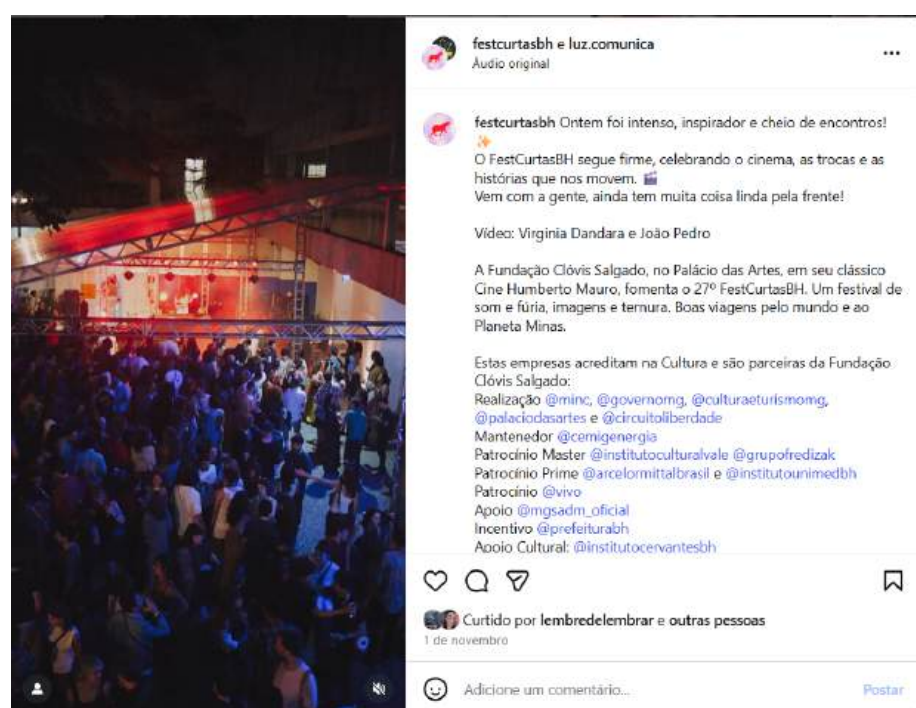 festcurtasbh e luz.comunica
Áudio original
festcurtasbh Ontem foi intenso, inspirador e cheio de encontros!
✨
O FestCurtasBH segue firme, celebrando o cinema, as trocas e as
histórias que nos movem. 🎬
Vem com a gente, ainda tem muita coisa linda pela frente!
Vídeo: Virginia Dandara e João Pedro
A Fundação Clóvis Salgado, no Palácio das Artes, em seu clássico
Cine Humberto Mauro, fomenta o 27º FestCurtasBH. Um festival de
som e fúria, imagens e ternura. Boas viagens pelo mundo e ao
Planeta Minas.
Estas empresas acreditam na Cultura e são parceiras da Fundação
Clóvis Salgado:
Realização @minc, @governomg, @culturaeturismomg,
@palaciodasartes e @circuitoliberdade
Mantenedor @cemigenergia
Patrocínio Master @institutoculturalvale @grupofredizak
Patrocínio Prime @arcelormittalbrasil e @institutounimedbh
Patrocínio @vivo
Apoio @mgsadm_oficial
Incentivo @prefeiturabh
Apoio Cultural: @institutocervantesbh
Curtido por lembredelembrar e outras pessoas
1 de novembro
Adicione um comentário...
Postar